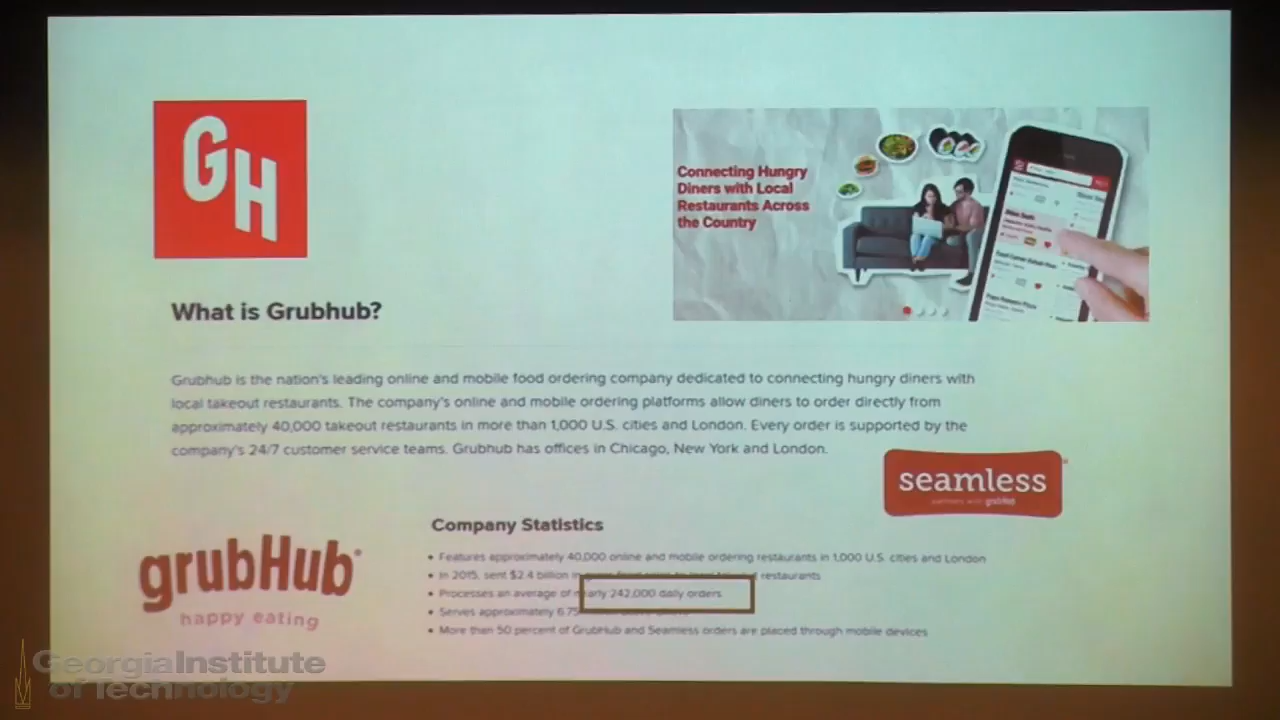 GH
Connecting Hungry
Diners with Local
Restaurants Across
the Country
What is Grubhub?
Grubhub is the nation's leading online and mobile food ordering company dedicated to connecting hungry diners with
local takeout restaurants. The company's online and mobile ordering platforms allow diners to order directly from
approximately 40,000 takeout restaurants in more than 1,000 U.S. cities and London. Every order is supported by the
company's 24/7 customer service teams. Grubhub has offices in Chicago, New York and London.
seamless
partners with grubHub
Company Statistics
• Features approximately 40,000 online and mobile ordering restaurants in 1,000 U.S. cities and London
• In 2015, sent $2.4 billion in restaurants
• Processes an average of nearly 242,000 daily orders
• Serves approximately 6.75
• More than 50 percent of GrubHub and Seamless orders are placed through mobile devices
grubHub®
happy eating
Georgia Institute
of Technology